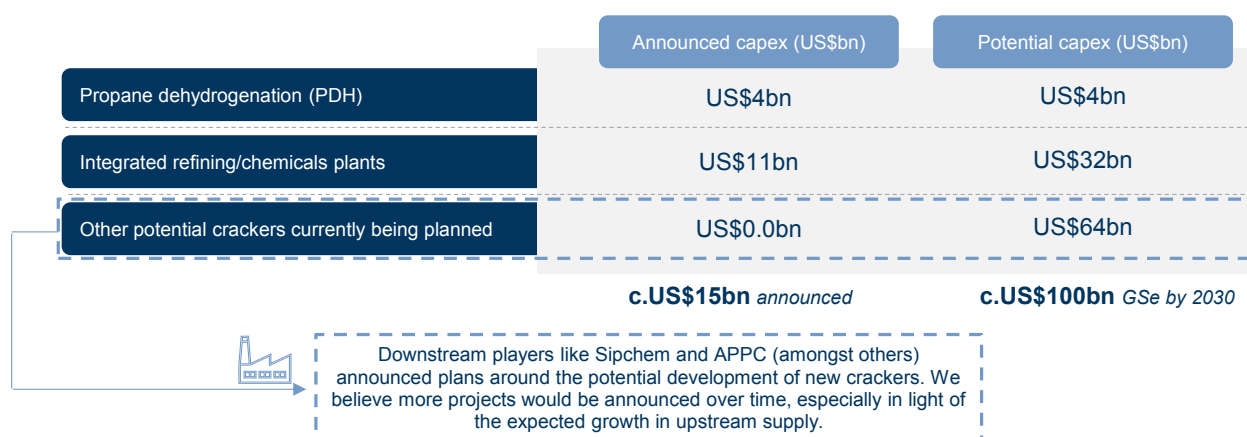 Announced capex (US$bn) Potential capex (US$bn)
Propane dehydrogenation (PDH) US$4bn US$4bn
Integrated refining/chemicals plants US$11bn US$32bn
Other potential crackers currently being planned US$0.0bn US$64bn
c.US$15bn announced c.US$100bn GSe by 2030
Downstream players like Sipchem and APPC (amongst others)
announced plans around the potential development of new crackers. We
believe more projects would be announced over time, especially in light of
the expected growth in upstream supply.